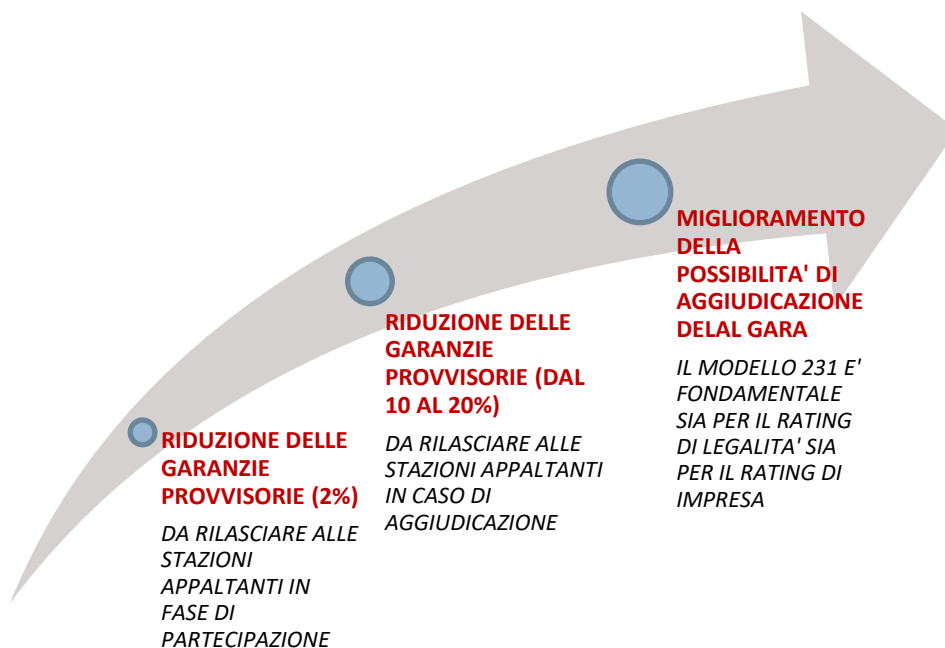 RIDUZIONE DELLE
GARANZIE
PROVVISORIE (2%)
DA RILASCIARE ALLE
STAZIONI
APPALTANTI IN
FASE DI
PARTECIPAZIONE
RIDUZIONE DELLE
GARANZIE
PROVVISORIE (DAL
10 AL 20%)
DA RILASCIARE ALLE
STAZIONI APPALTANTI
IN CASO DI
AGGIUDICAZIONE
MIGLIORAMENTO
DELLA
POSSIBILITA' DI
AGGIUDICAZIONE
DELAL GARA
IL MODELLO 231 E'
FONDAMENTALE
SIA PER IL RATING
DI LEGALITA' SIA
PER IL RATING DI
IMPRESA